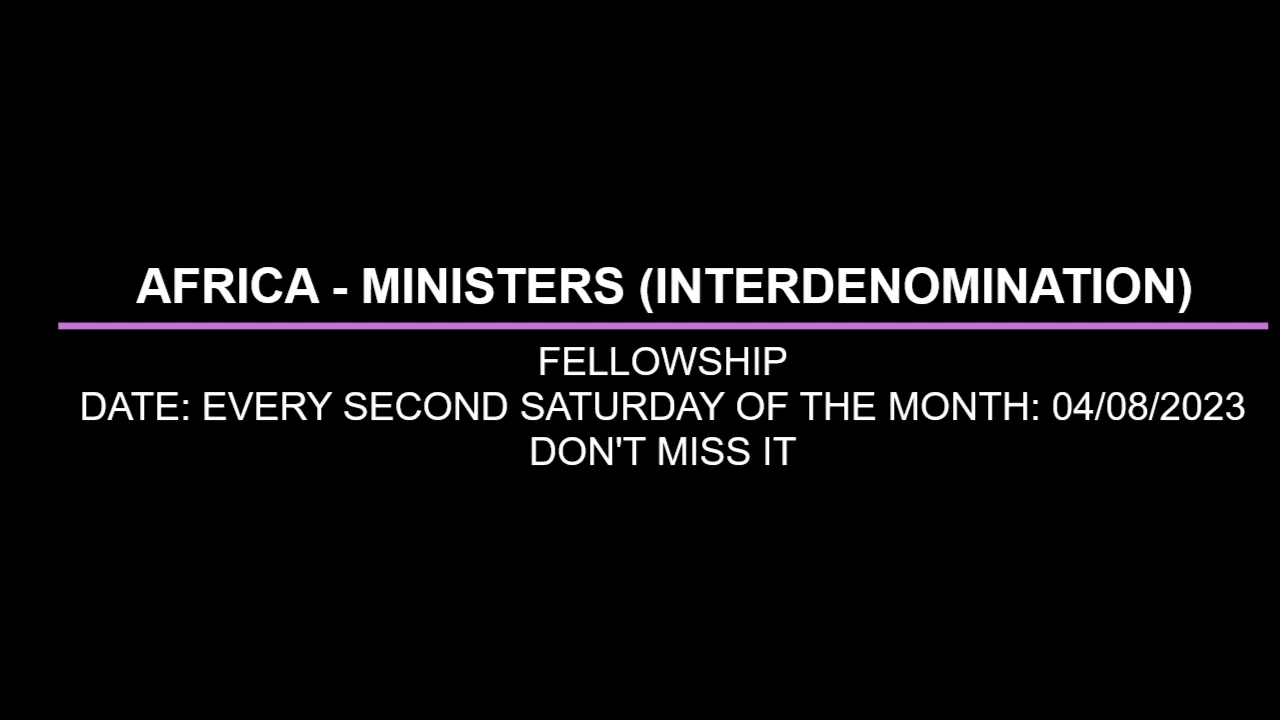 AFRICA - MINISTERS (INTERDENOMINATION)
FELLOWSHIP
DATE: EVERY SECOND SATURDAY OF THE MONTH: 04/08/2023
DON'T MISS IT